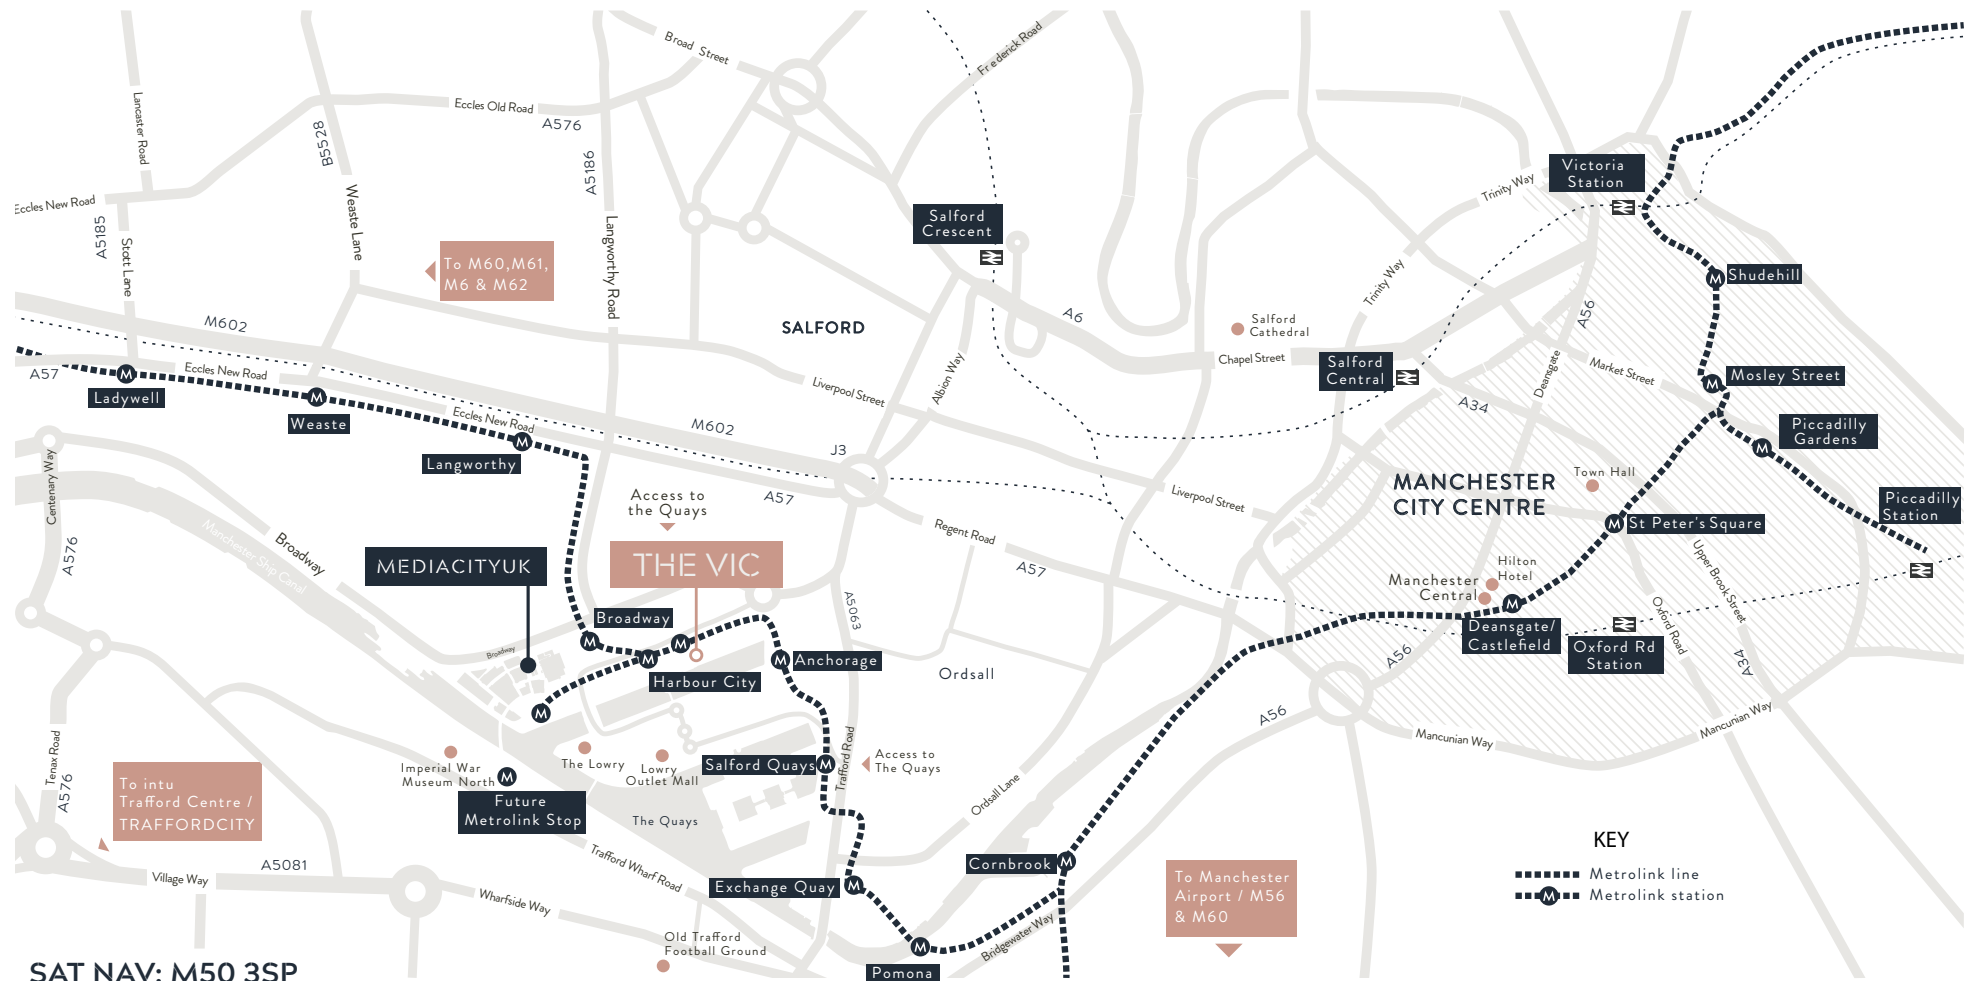 Broad Street
Frederick Road
Lancaster Road
Eccles Old Road
A576
B5528
A5186
Victoria
Station
Trinity Way
Eccles New Road
A5185
Stott Lane
Weaste Lane
Langworthy Road
Salford
Crescent
To M60,M61,
M6 & M62
Shudehill
Trinity Way
M602
SALFORD
A6
Salford
Cathedral
A56
Chapel Street
Salford
Central
Deansgate
Market Street
Mosley Street
A57
Ladywell
Eccles New Road
Weaste
Albion Way
Liverpool Street
A34
Eccles New Road
M602
Piccadilly
Gardens
Langworthy
J3
Town Hall
MANCHESTER
CITY CENTRE
Centenary Way
A57
Access to
the Quays
Liverpool Street
Piccadilly
Station
Manchester Ship Canal
Broadway
A576
Regent Road
St Peter's Square
A57
MEDIACITYUK
THE VIC
Upper Brook Street
Hilton
Hotel
Manchester
Central
A5063
Broadway
Broadway
Oxford Road
Deansgate/
Castlefield
Oxford Rd
Station
A56
A34
Anchorage
Harbour City
Ordsall
A56
Mancunian Way
Mancunian Way
Tenax Road
A576
Imperial War
Museum North
The Lowry
Lowry
Outlet Mall
Salford Quays
Trafford Road
Access to
The Quays
To intu
Trafford Centre /
TRAFFORDCITY
Future
Metrolink Stop
The Quays
Ordsall Lane
KEY
Metrolink line
Metrolink station
A5081
Village Way
Trafford Wharf Road
Wharfside Way
Exchange Quay
Cornbrook
To Manchester
Airport / M56
& M60
Old Trafford
Football Ground
Bridgewater Way
Pomona
SAT NAV: M50 3SP